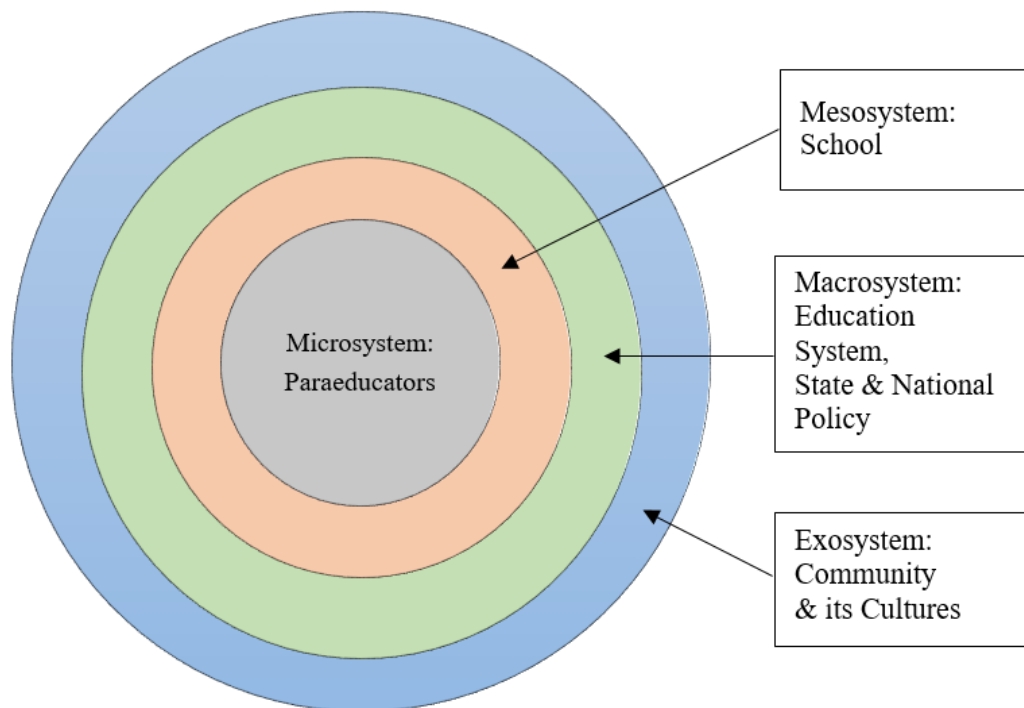 Mesosystem:
School
Microsystem:
Paraeducators
Macrosystem:
Education
System,
State & National
Policy
Exosystem:
Community
& its Cultures